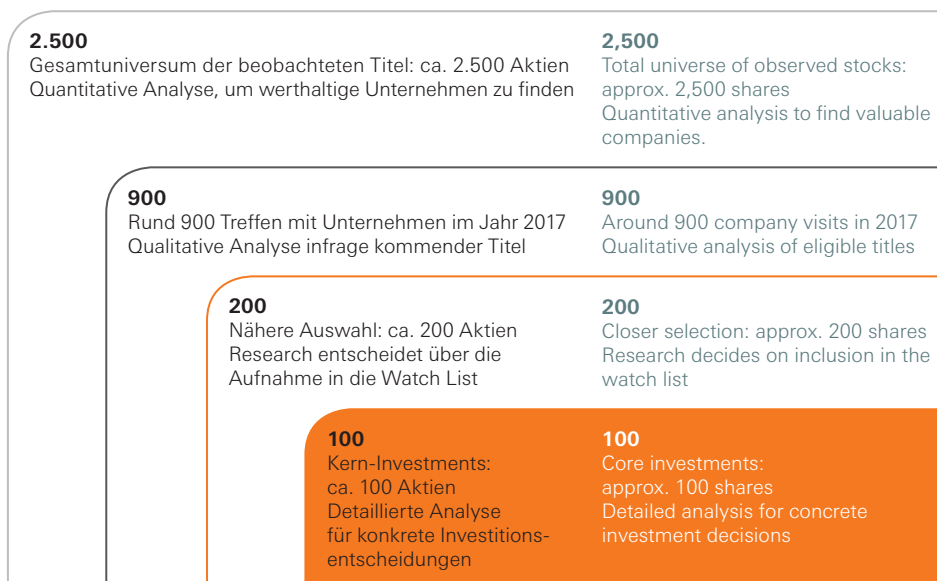 2.500
Gesamtuniversum der beobachteten Titel: ca. 2.500 Aktien
Quantitative Analyse, um werthaltige Unternehmen zu finden
2,500
Total universe of observed stocks:
approx. 2,500 shares
Quantitative analysis to find valuable
companies.
900
Rund 900 Treffen mit Unternehmen im Jahr 2017
Qualitative Analyse infrage kommender Titel
900
Around 900 company visits in 2017
Qualitative analysis of eligible titles
200
Nähere Auswahl: ca. 200 Aktien
Research entscheidet über die
Aufnahme in die Watch List
200
Closer selection: approx. 200 shares
Research decides on inclusion in the
watch list
100
Kern-Investments:
ca. 100 Aktien
Detaillierte Analyse
für konkrete Investitions-
entscheidungen
100
Core investments:
approx. 100 shares
Detailed analysis for concrete
investment decisions